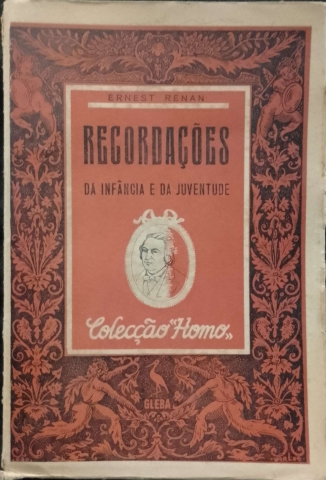 ERNEST RENAN
RECORDAÇÕES
DA INFÂNCIA E DA JUVENTUDE
Colecção "Homo„
GLEBA